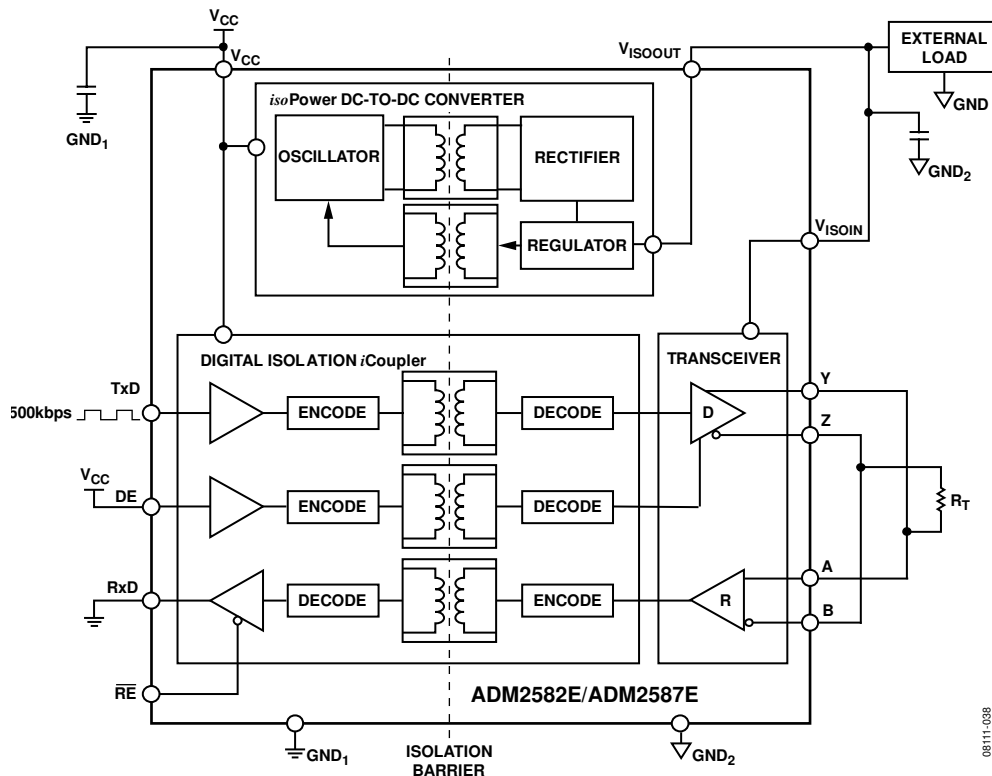 VCC
VCC
VISOOUT
EXTERNAL
LOAD
GND
GND1
GND2
isoPower DC-TO-DC CONVERTER
OSCILLATOR
RECTIFIER
REGULATOR
VISOIN
DIGITAL ISOLATION iCoupler
TRANSCEIVER
TxD
500kbps
ENCODE
DECODE
D
Y
Z
VCC
DE
ENCODE
DECODE
RT
RxD
DECODE
ENCODE
R
A
B
RE
ADM2582E/ADM2587E
GND1
ISOLATION
BARRIER
GND2
08111-038